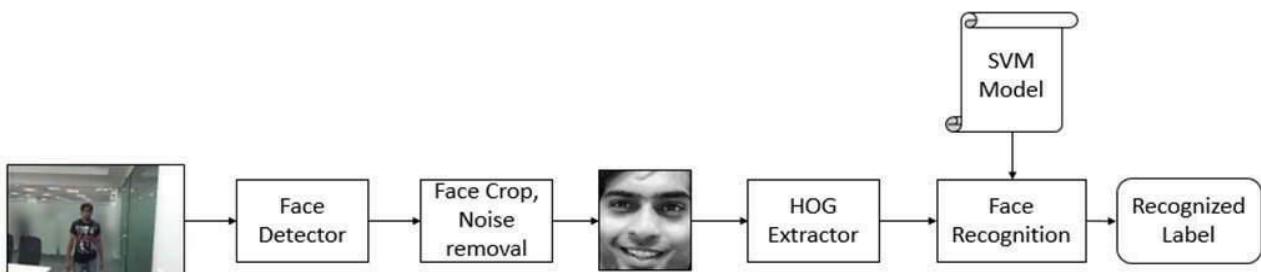 SVM
Model
Face
Detector
Face Crop,
Noise
removal
HOG
Extractor
Face
Recognition
Recognized
Label